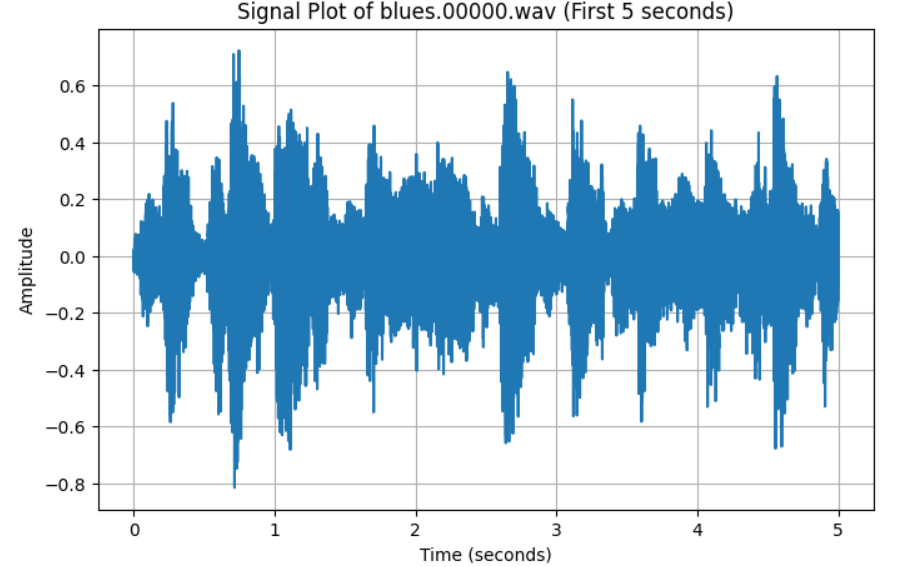 Signal Plot of blues.00000.wav (First 5 seconds)
0.6
0.4
0.2
0.0
−0.2
−0.4
−0.6
−0.8
Amplitude
0 1 2 3 4 5
Time (seconds)